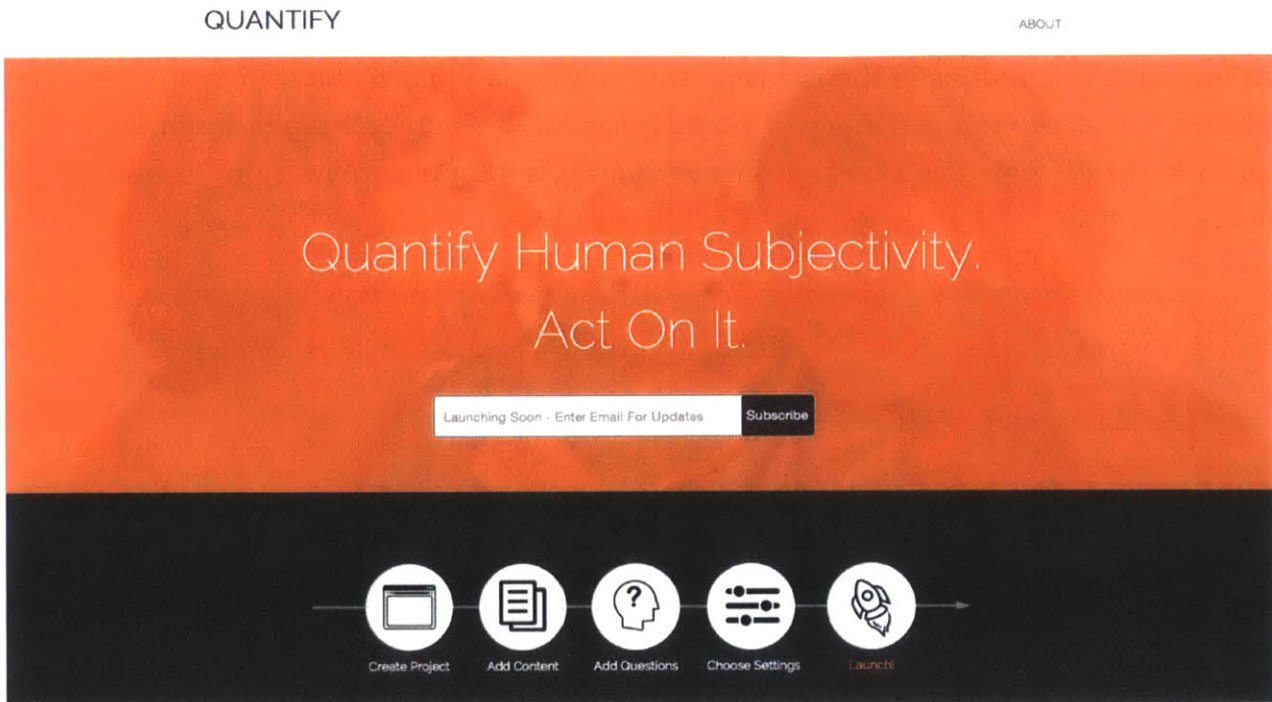 QUANTIFY
ABOUT
Quantify Human Subjectivity.
Act On It.
Launching Soon - Enter Email For Updates
Subscribe
?
Create Project
Add Content
Add Questions
Choose Settings
Launch!